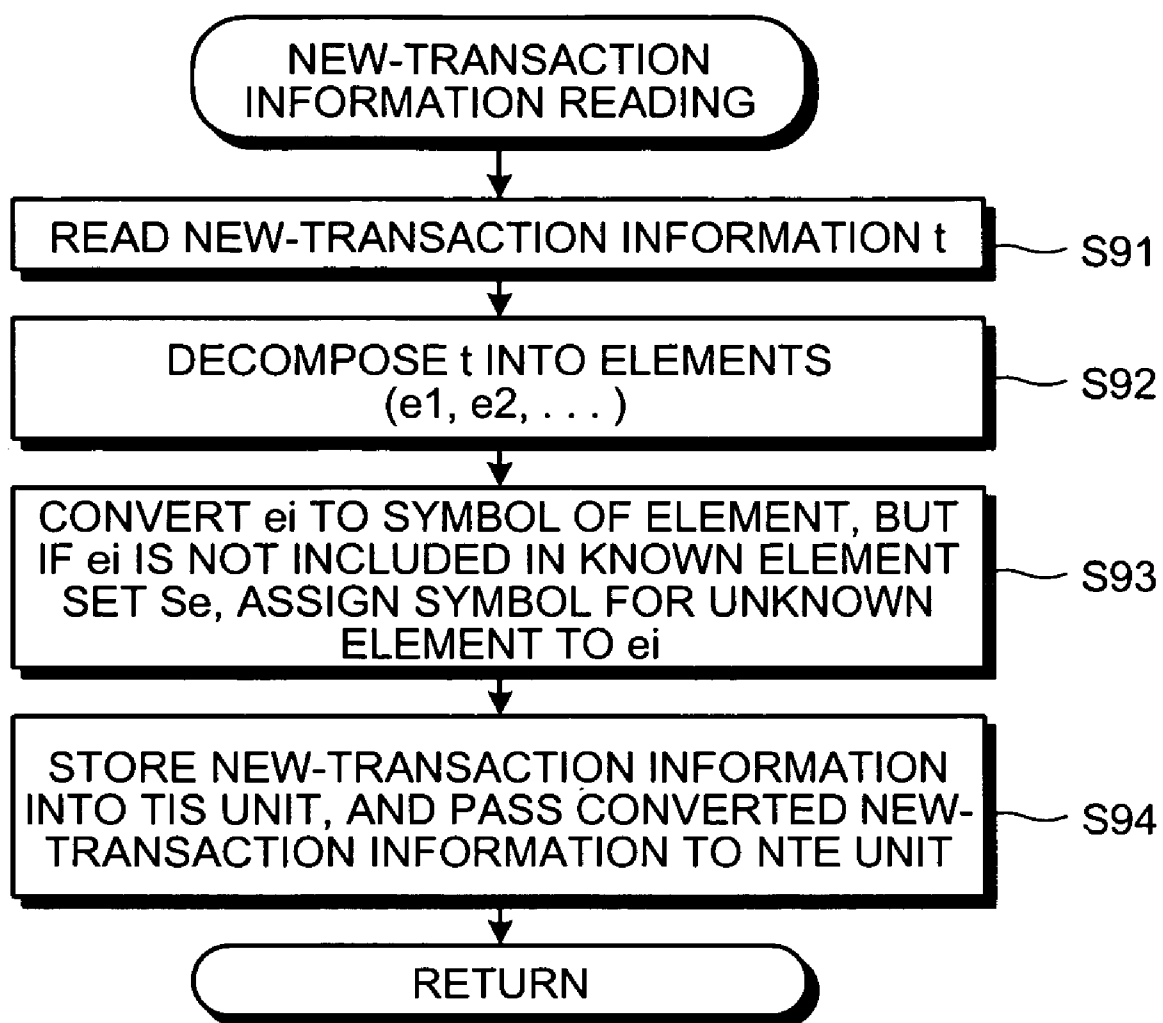 NEW-TRANSACTION
INFORMATION READING
READ NEW-TRANSACTION INFORMATION t
S91
DECOMPOSE t INTO ELEMENTS
(e1, e2, . . . )
S92
CONVERT ei TO SYMBOL OF ELEMENT, BUT
IF ei IS NOT INCLUDED IN KNOWN ELEMENT
SET Se, ASSIGN SYMBOL FOR UNKNOWN
ELEMENT TO ei
S93
STORE NEW-TRANSACTION INFORMATION
INTO TIS UNIT, AND PASS CONVERTED NEW-
TRANSACTION INFORMATION TO NTE UNIT
S94
RETURN